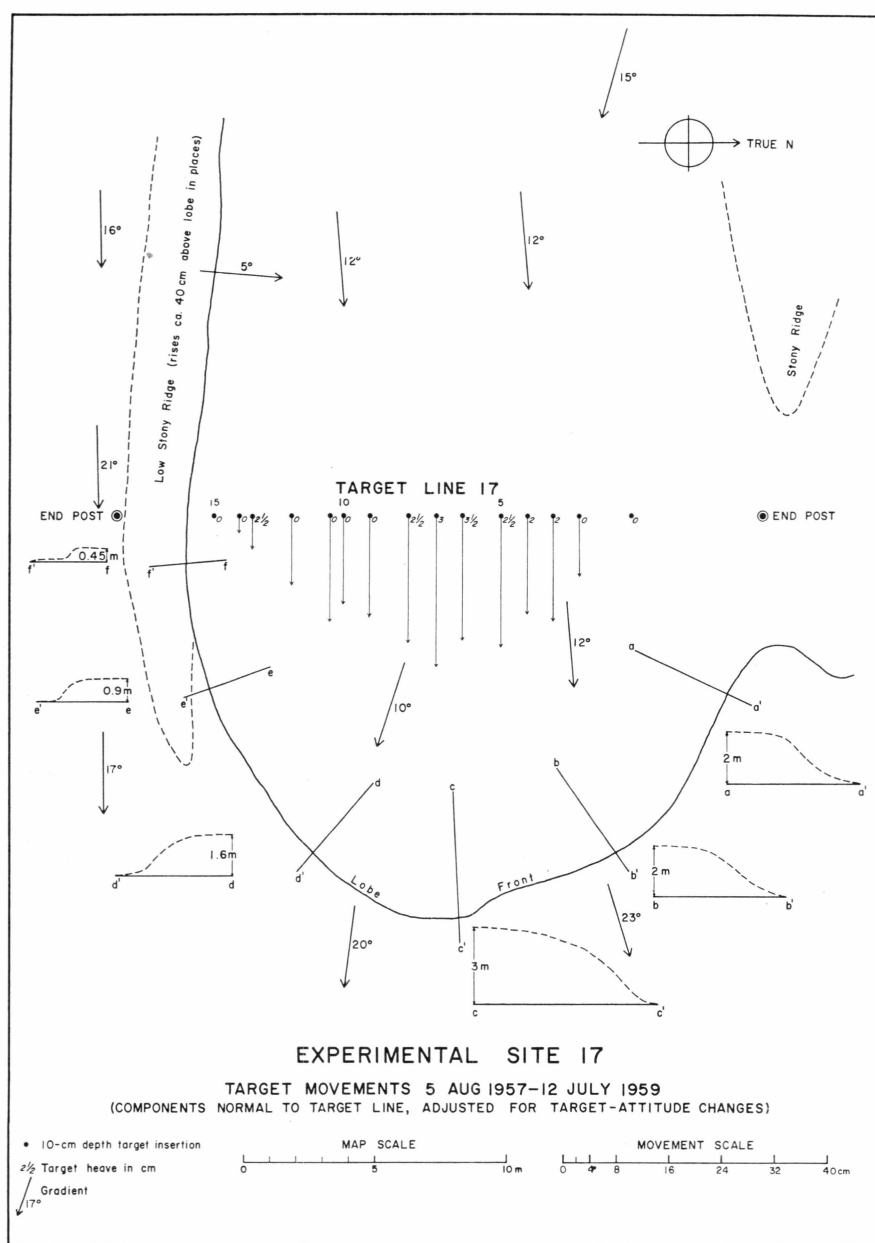 15°
TRUE N
16°
Low Stony Ridge (rises ca. 40 cm above lobe in places)
5°
12°
12°
Stony Ridge
21°
TARGET LINE 17
15
10
5
END POST
0
0
2½
0
0
0
0
2½
3
3½
2½
2
2
0
0
END POST
0.45 m
f'
f
f'
f
12°
a
e
0.9m
e'
e
e'
10°
a'
17°
2 m
a
a'
d
c
b
1.6m
d'
d
d'
Lobe
Front
b'
2 m
b
b'
20°
23°
c'
3 m
c
c'
EXPERIMENTAL SITE 17
TARGET MOVEMENTS 5 AUG 1957–12 JULY 1959
(COMPONENTS NORMAL TO TARGET LINE, ADJUSTED FOR TARGET-ATTITUDE CHANGES)
• 10-cm depth target insertion
2½ Target heave in cm
Gradient
17°
MAP SCALE
0 5 10 m
MOVEMENT SCALE
0 2 4 8 16 24 32 40 cm